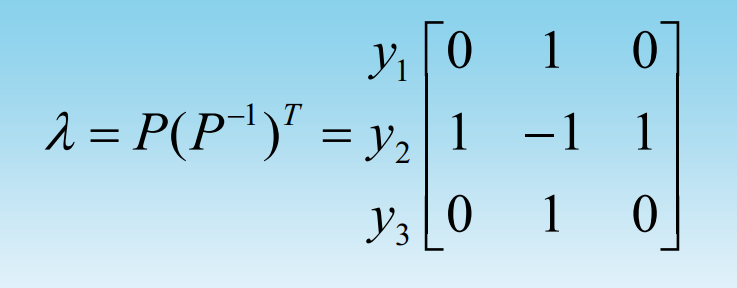 y₁ [0 1 0]
λ = P(P⁻¹)ᵀ = y₂ [1 −1 1]
y₃ [0 1 0]